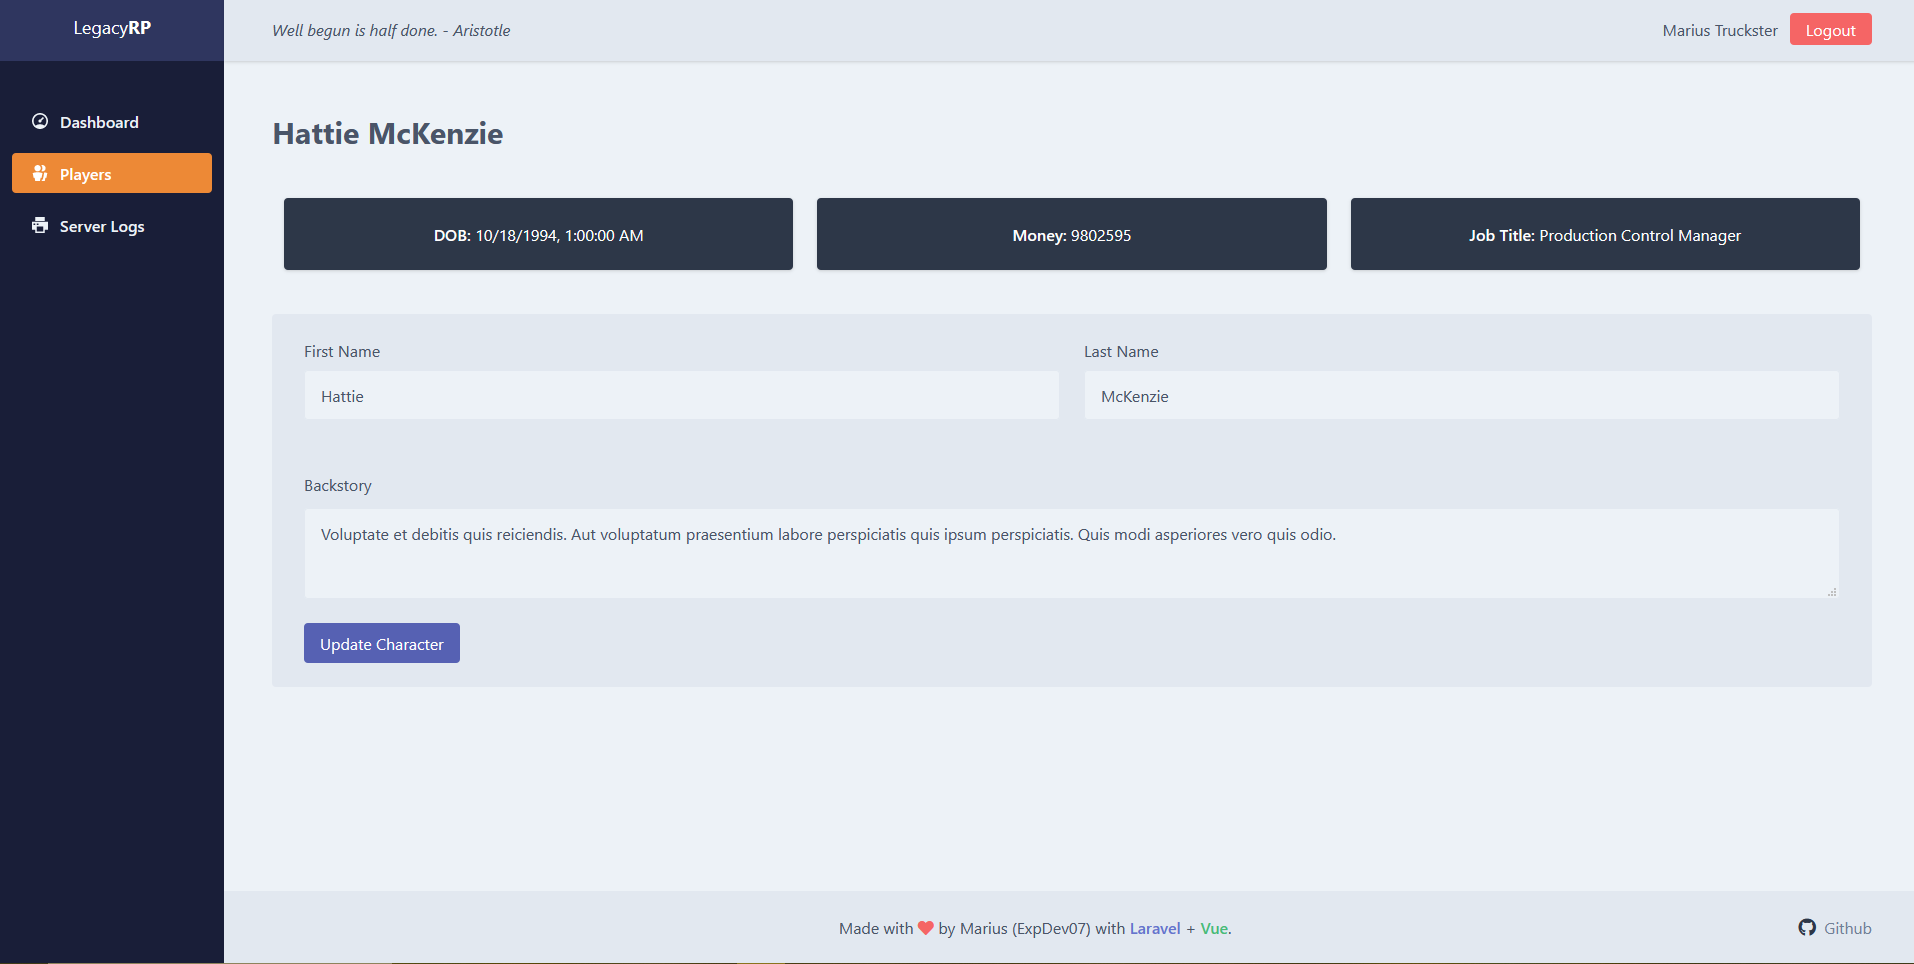 LegacyRP
Well begun is half done. - Aristotle
Marius Truckster
Logout
Dashboard
Players
Server Logs
Hattie McKenzie
DOB: 10/18/1994, 1:00:00 AM
Money: 9802595
Job Title: Production Control Manager
First Name
Last Name
Hattie
McKenzie
Backstory
Voluptate et debitis quis reiciendis. Aut voluptatum praesentium labore perspiciatis quis ipsum perspiciatis. Quis modi asperiores vero quis odio.
Update Character
Made with ❤ by Marius (ExpDev07) with Laravel + Vue.
Github